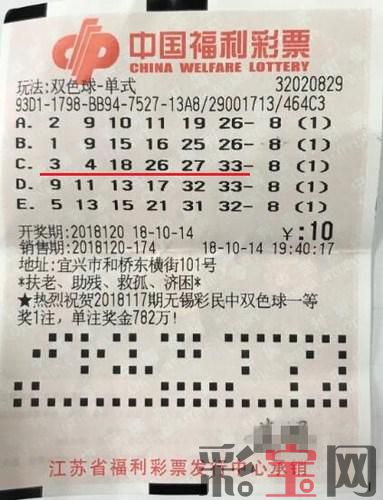 中国福利彩票
CHINA WELFARE LOTTERY
玩法:双色球-单式 32020829
93D1-1798-BB94-7527-13A8/29001713/464C3
A. 2 9 10 11 19 26- 8 (1)
B. 1 9 15 16 25 26- 8 (1)
C. 3 4 18 26 27 33- 8 (1)
D. 9 11 13 17 32 33- 8 (1)
E. 5 13 15 21 31 32- 8 (1)
开奖期:2018120 18-10-14 ¥:10
销售期:2018120-174 18-10-14 19:40:17
地址:宜兴市和桥东横街101号
*扶老、助残、救孤、济困*
★热烈祝贺2018117期无锡彩民中双色球一等
奖1注,单注奖金782万!
江苏省福利彩票发行中心承销
彩宝网